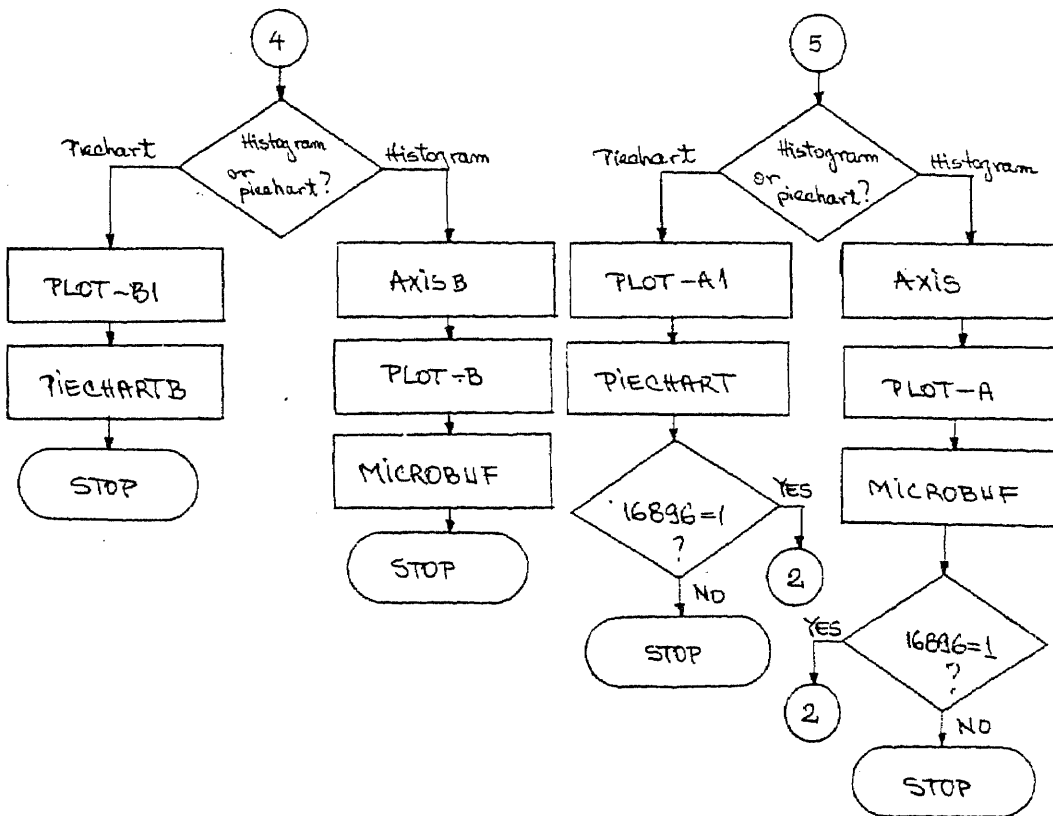 4
Histogram
or
piechart?
Piechart
Histogram
PLOT-B1
PIECHARTB
STOP
AXISB
PLOT-B
MICROBUF
STOP
5
Histogram
or
piechart?
Piechart
Histogram
PLOT-A1
PIECHART
16896=1
?
YES
2
NO
STOP
AXIS
PLOT-A
MICROBUF
16896=1
?
YES
2
NO
STOP